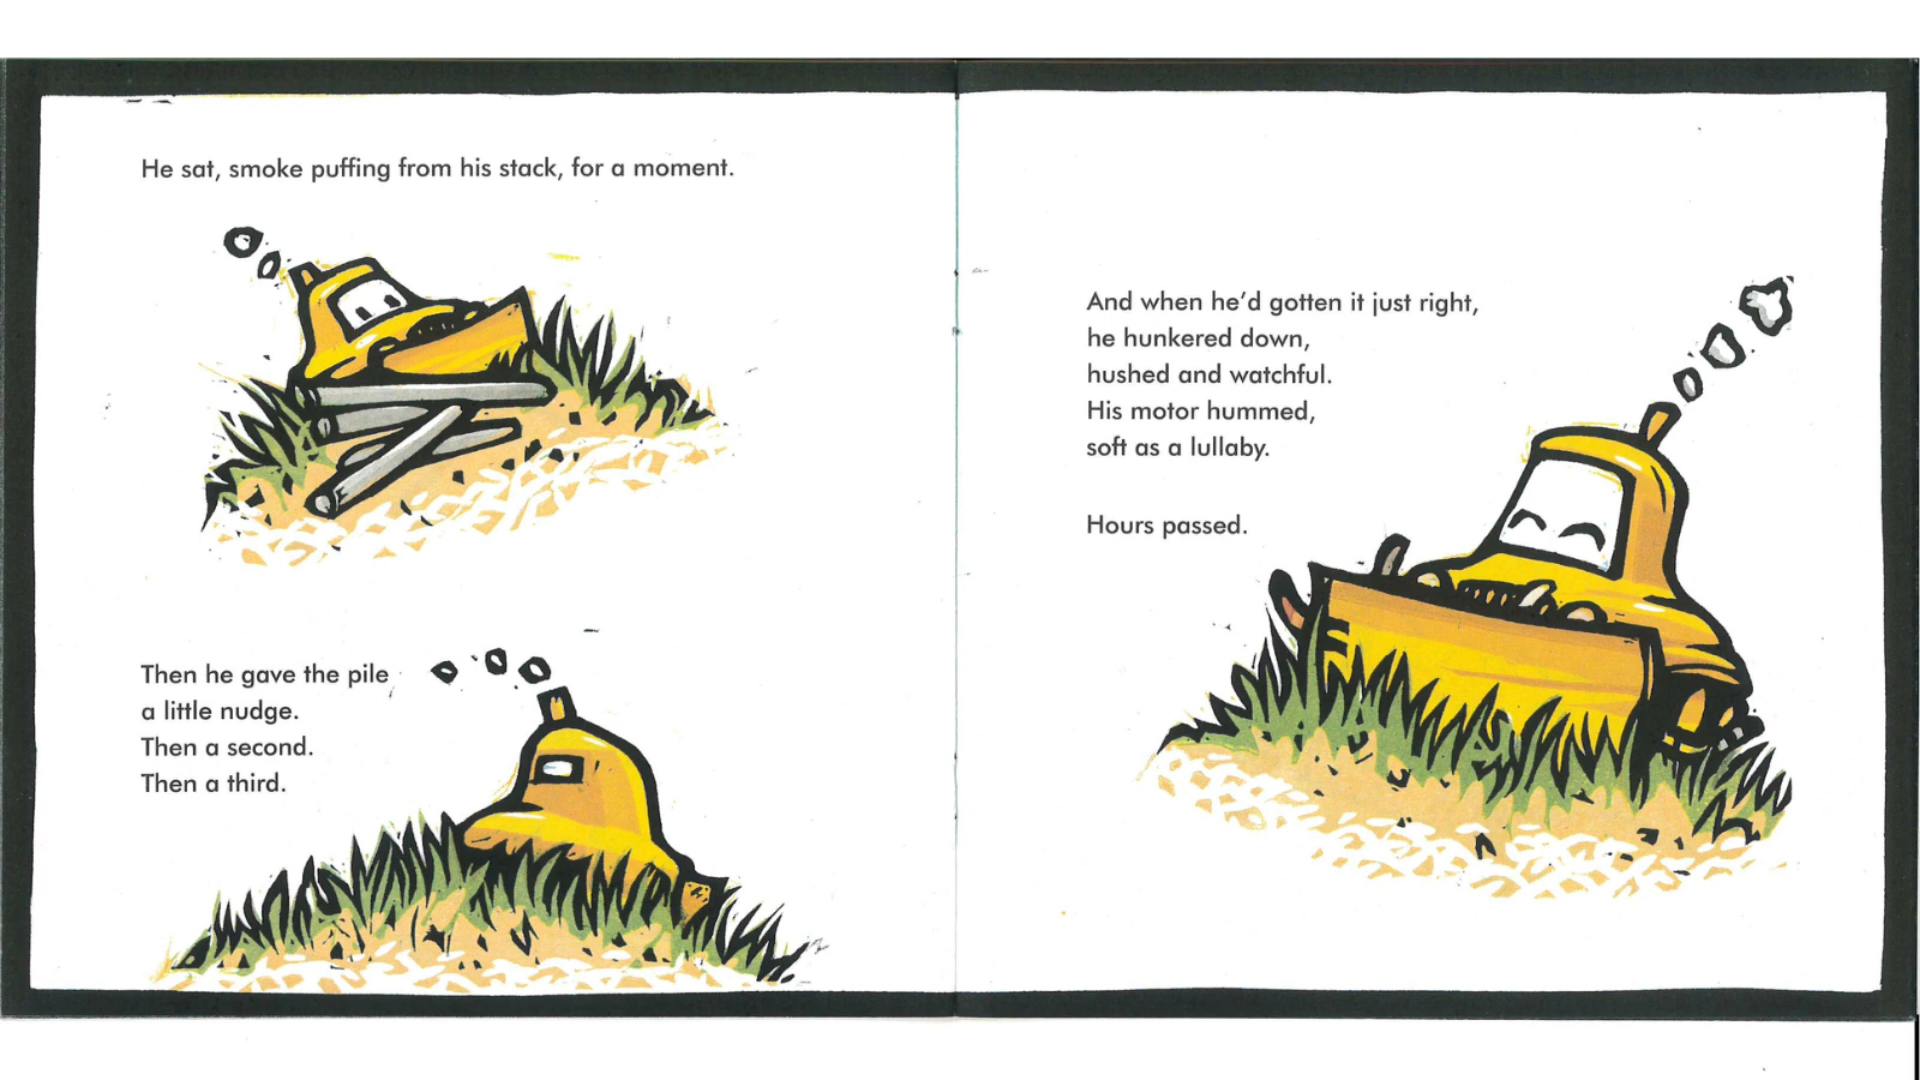 He sat, smoke puffing from his stack, for a moment.
Then he gave the pile
a little nudge.
Then a second.
Then a third.
And when he’d gotten it just right,
he hunkered down,
hushed and watchful.
His motor hummed,
soft as a lullaby.
Hours passed.